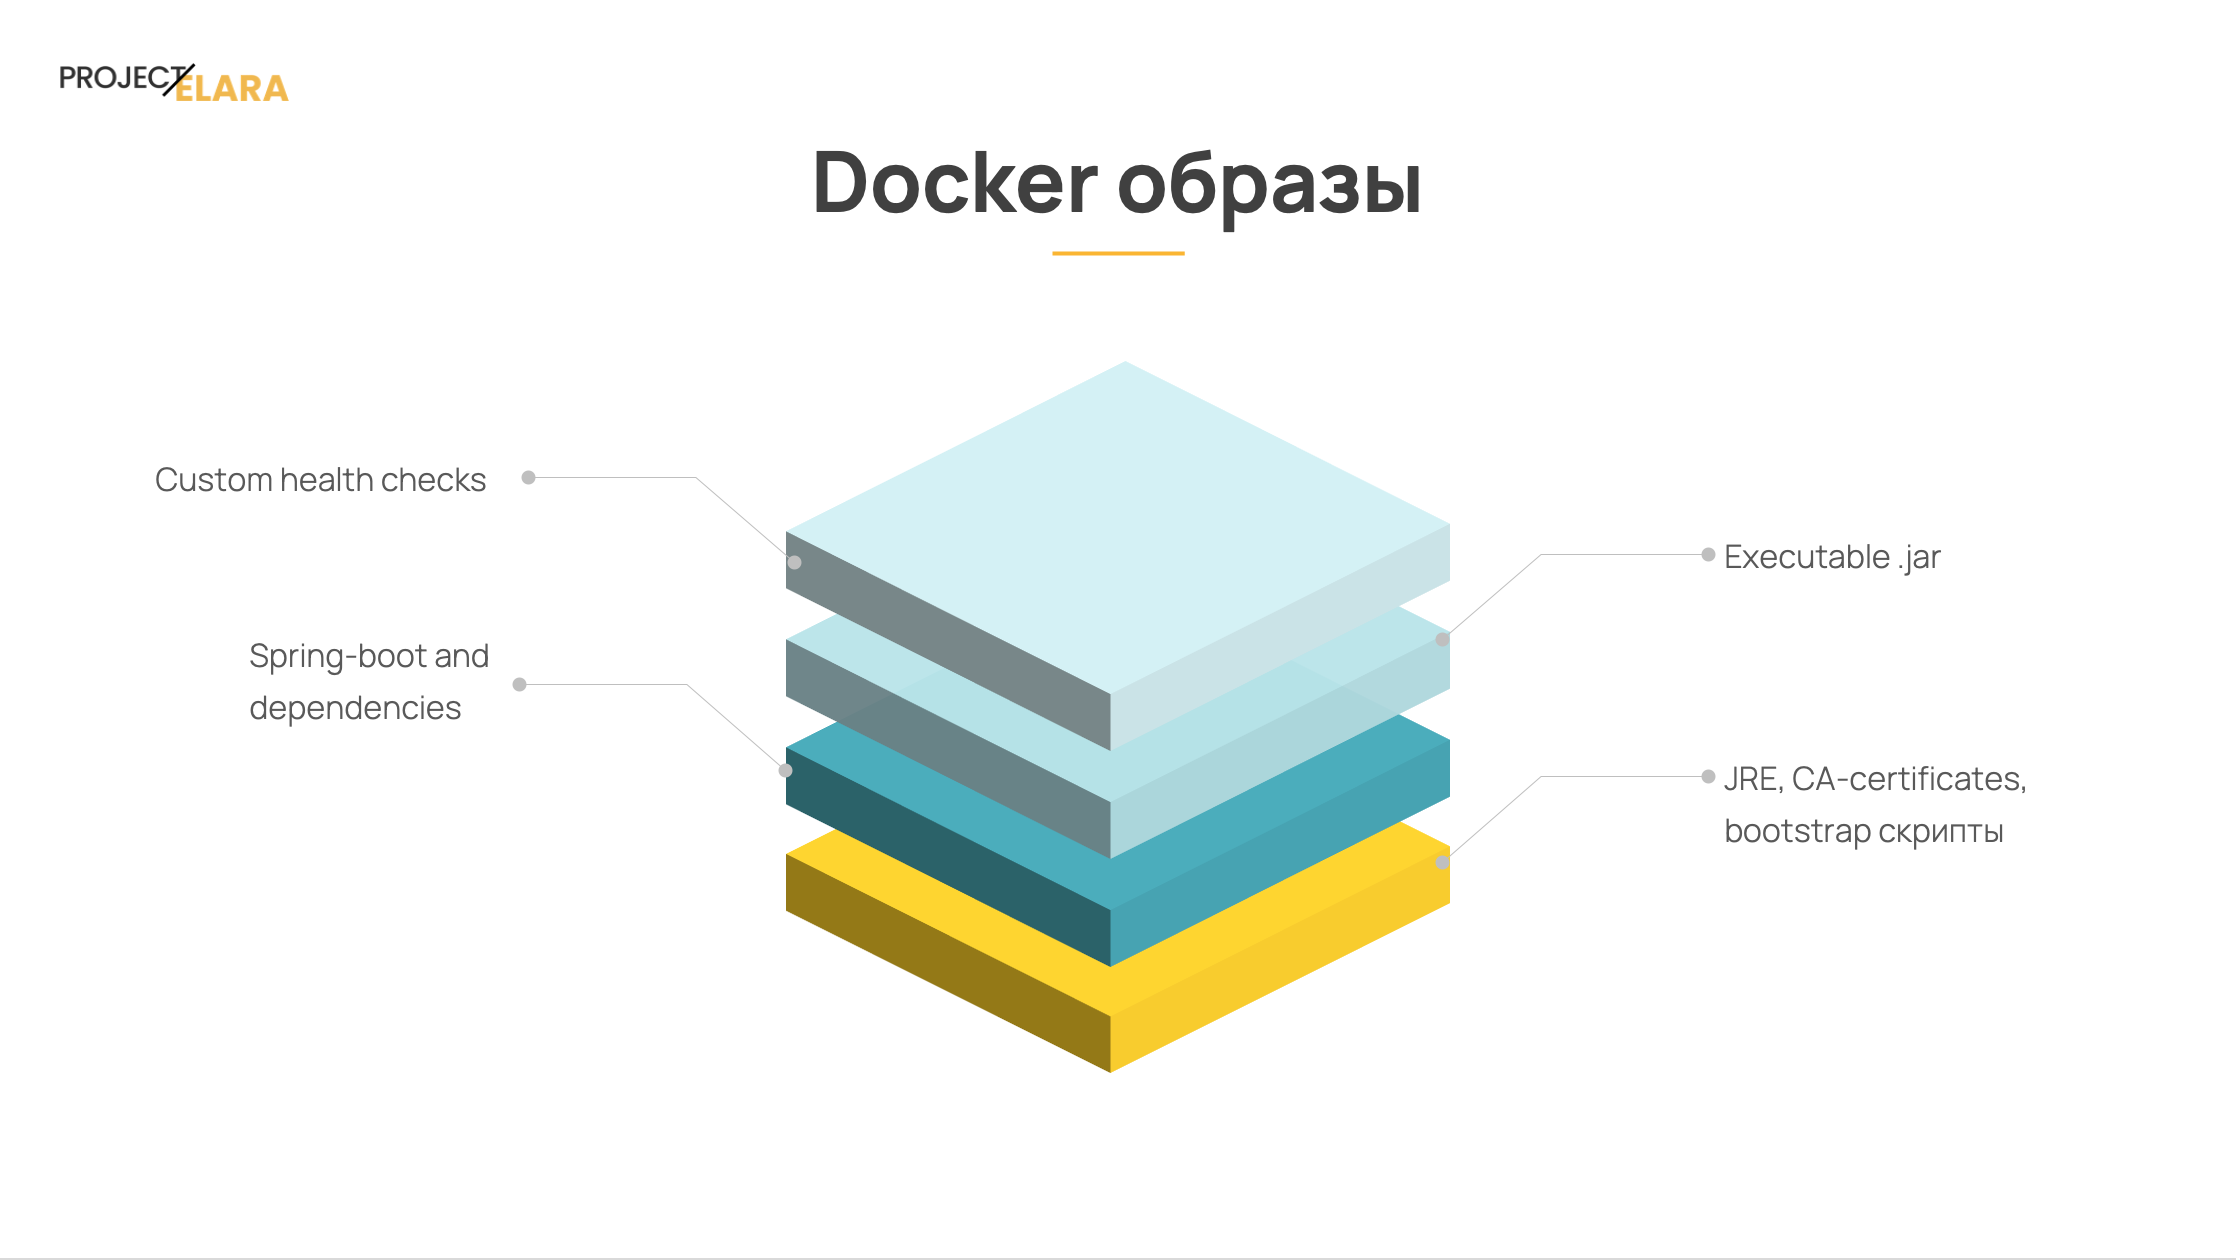 PROJECT
ELARA
Docker образы
Custom health checks
Executable .jar
Spring-boot and
dependencies
JRE, CA-certificates,
bootstrap скрипты